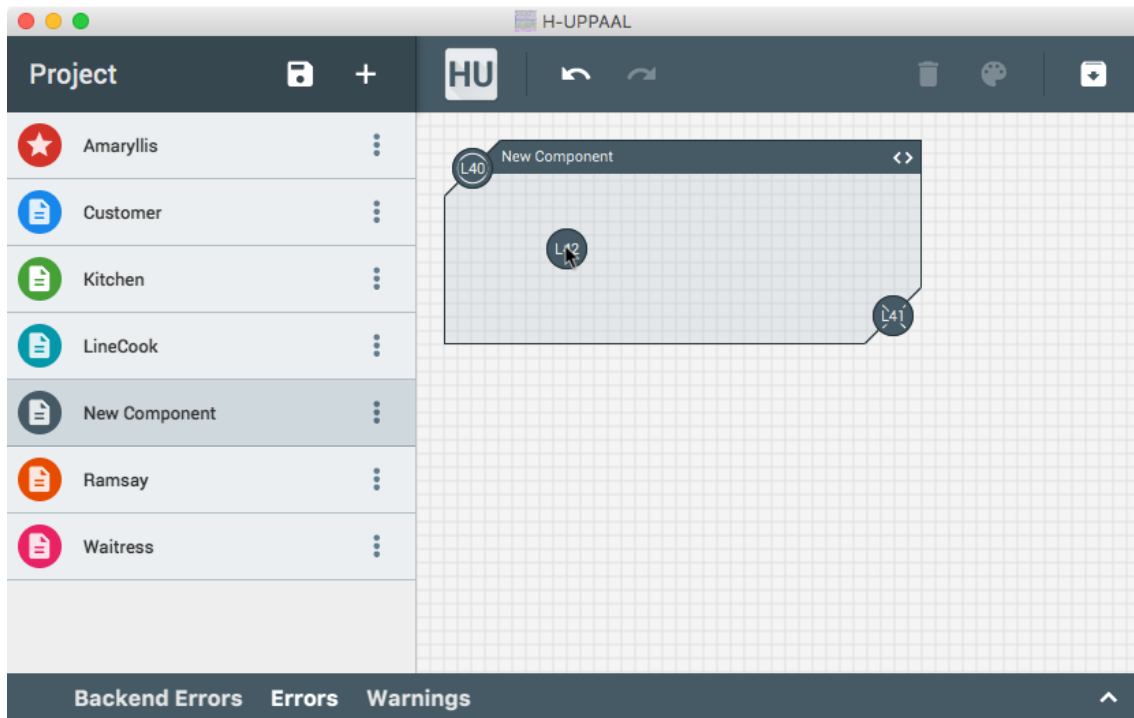 H-UPPAAL
Project
HU
Amaryllis
Customer
Kitchen
LineCook
New Component
Ramsay
Waitress
New Component
L40
L42
L41
Backend Errors Errors Warnings